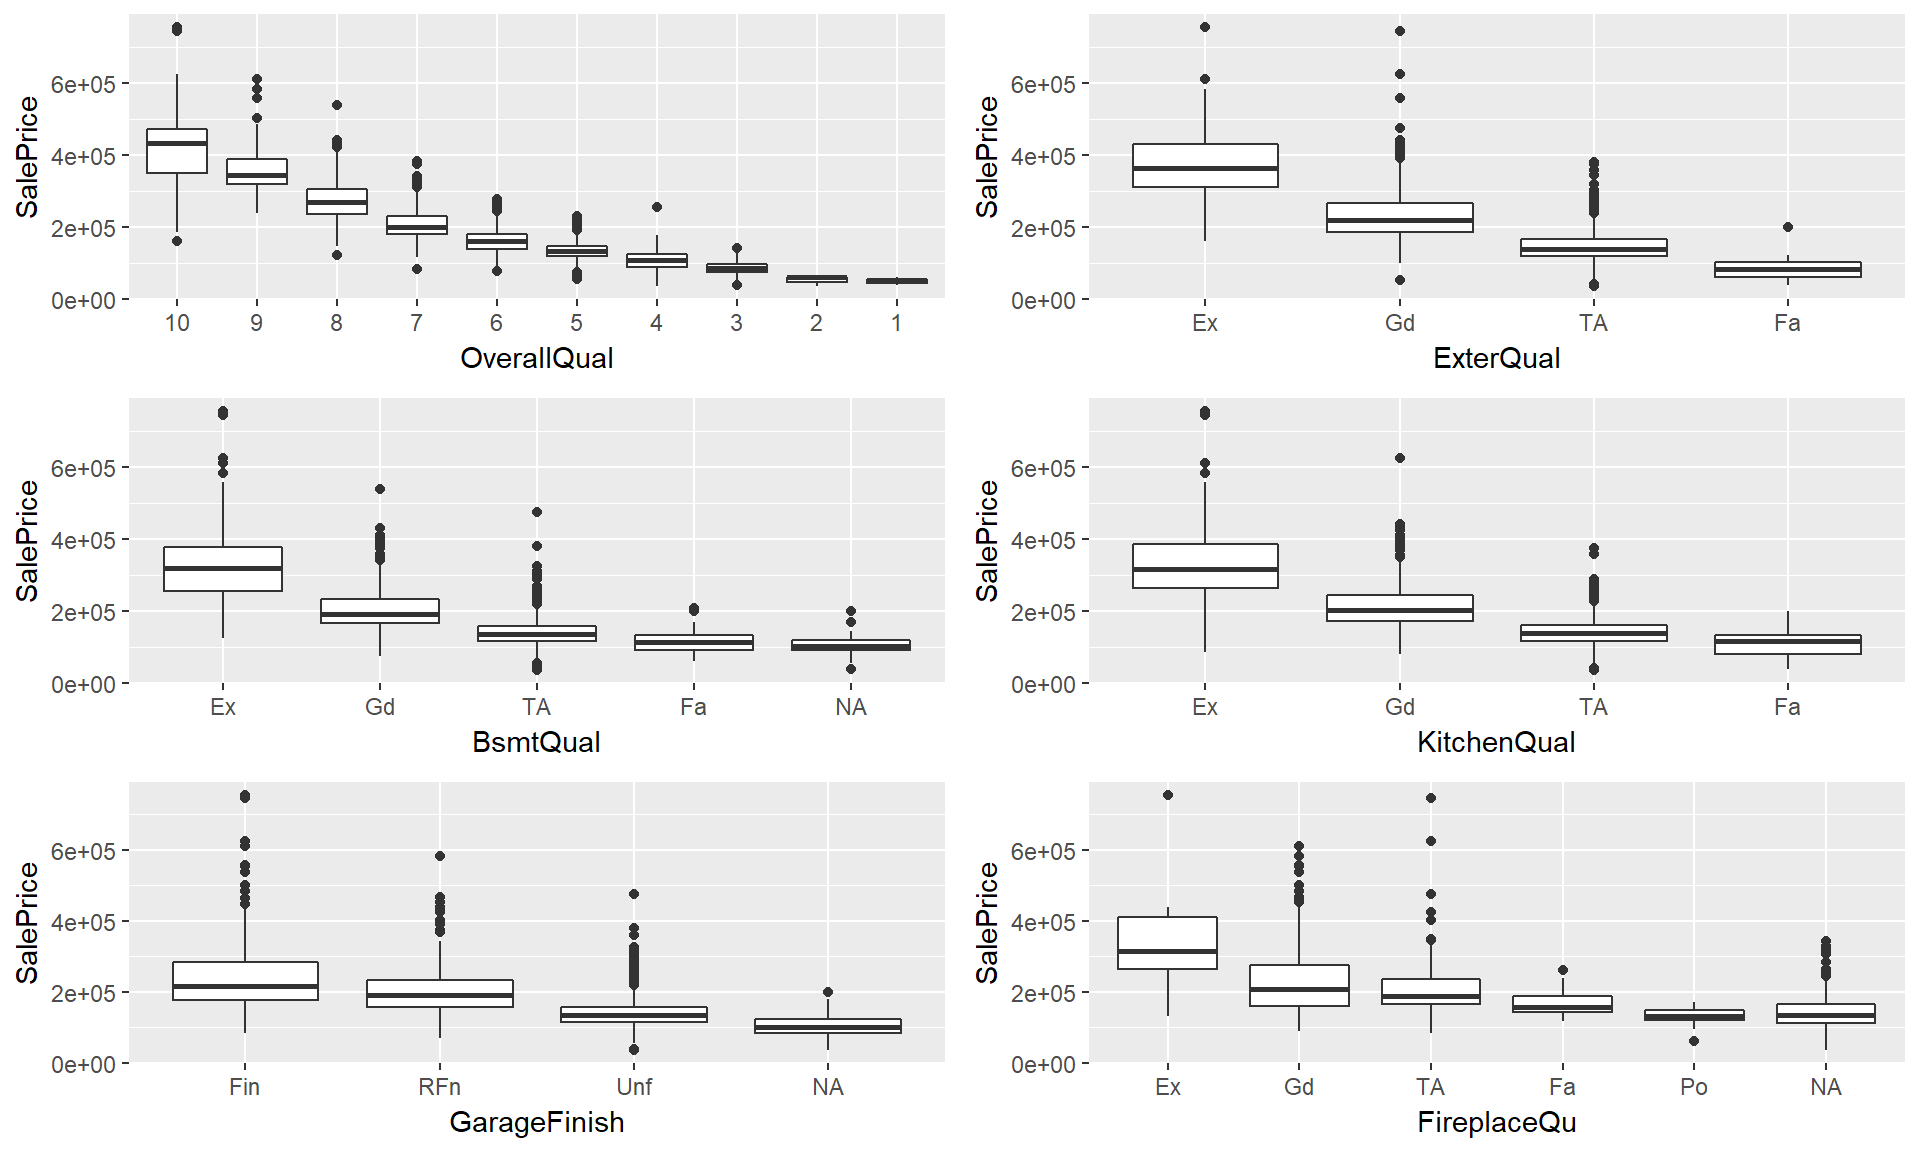 SalePrice
6e+05
4e+05
2e+05
0e+00
10 9 8 7 6 5 4 3 2 1
OverallQual
SalePrice
6e+05
4e+05
2e+05
0e+00
Ex Gd TA Fa
ExterQual
SalePrice
6e+05
4e+05
2e+05
0e+00
Ex Gd TA Fa NA
BsmtQual
SalePrice
6e+05
4e+05
2e+05
0e+00
Ex Gd TA Fa
KitchenQual
SalePrice
6e+05
4e+05
2e+05
0e+00
Fin RFn Unf NA
GarageFinish
SalePrice
6e+05
4e+05
2e+05
0e+00
Ex Gd TA Fa Po NA
FireplaceQu